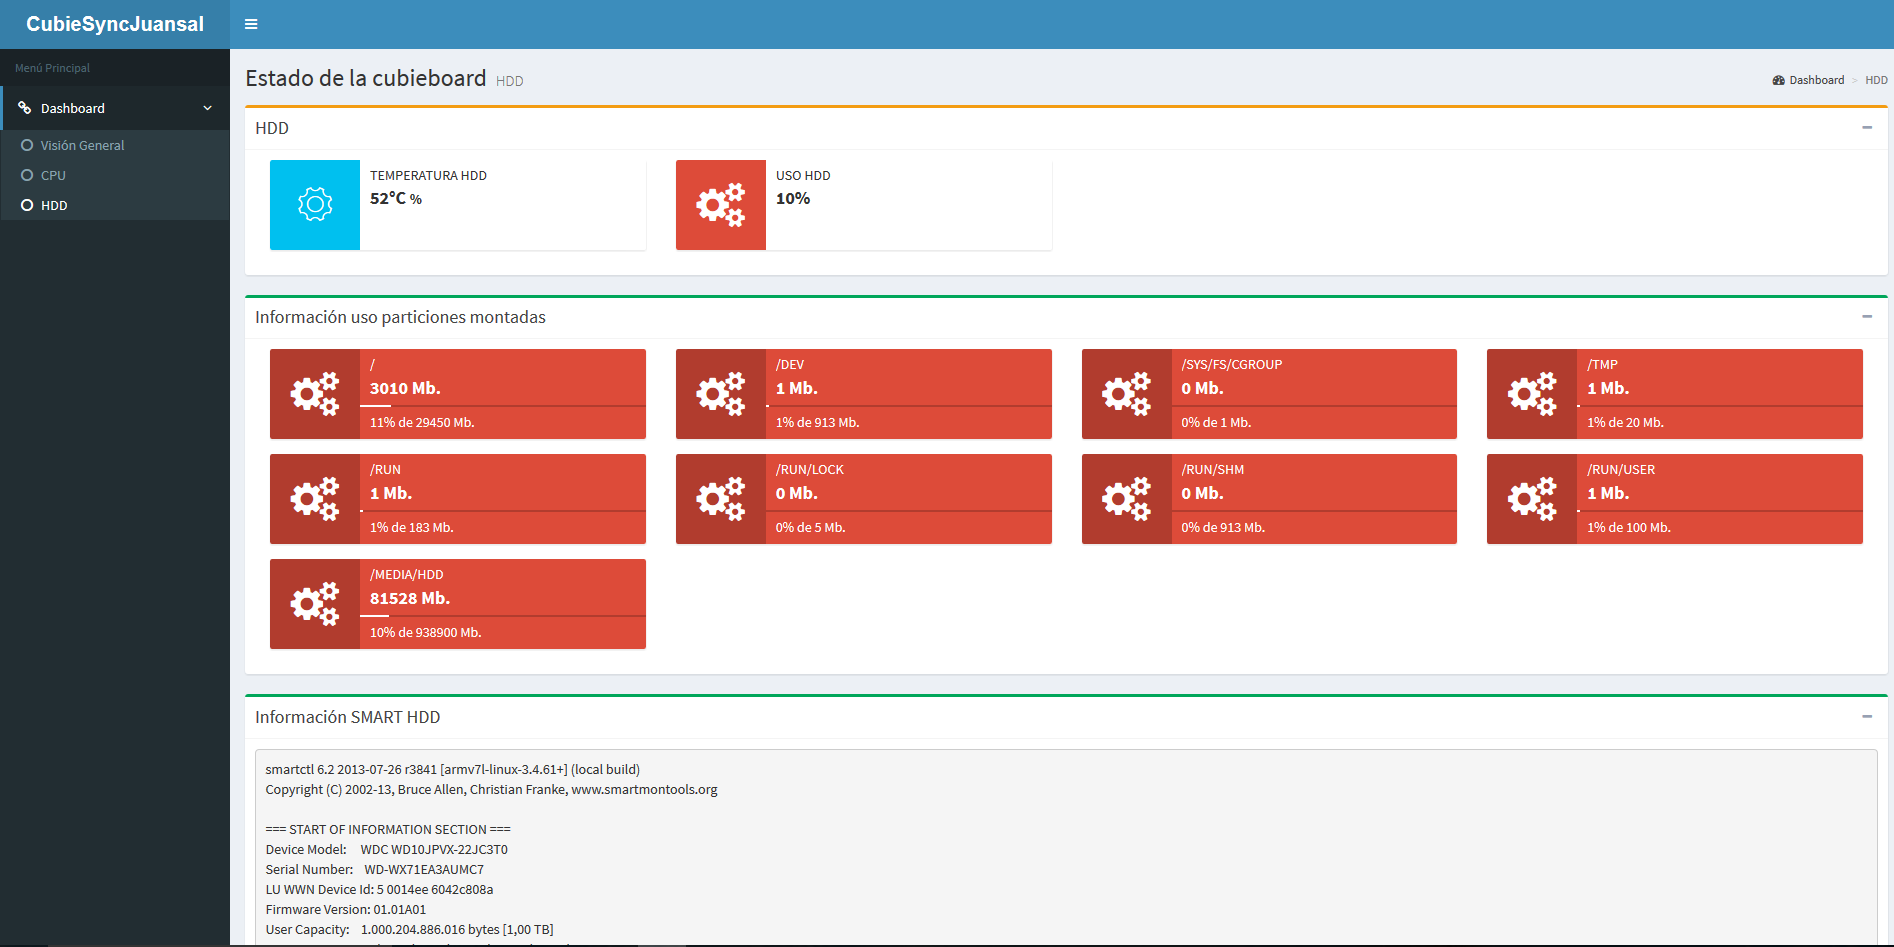 CubieSyncJuansal
Menú Principal
Dashboard
Visión General
CPU
HDD
Estado de la cubieboard HDD
Dashboard > HDD
HDD
TEMPERATURA HDD
52°C %
USO HDD
10%
Información uso particiones montadas
/
3010 Mb.
11% de 29450 Mb.
/DEV
1 Mb.
1% de 913 Mb.
/SYS/FS/CGROUP
0 Mb.
0% de 1 Mb.
/TMP
1 Mb.
1% de 20 Mb.
/RUN
1 Mb.
1% de 183 Mb.
/RUN/LOCK
0 Mb.
0% de 5 Mb.
/RUN/SHM
0 Mb.
0% de 913 Mb.
/RUN/USER
1 Mb.
1% de 100 Mb.
/MEDIA/HDD
81528 Mb.
10% de 938900 Mb.
Información SMART HDD
smartctl 6.2 2013-07-26 r3841 [armv7l-linux-3.4.61+] (local build)
Copyright (C) 2002-13, Bruce Allen, Christian Franke, www.smartmontools.org
=== START OF INFORMATION SECTION ===
Device Model: WDC WD10JPVX-22JC3T0
Serial Number: WD-WX71EA3AUMC7
LU WWN Device Id: 5 0014ee 6042c808a
Firmware Version: 01.01A01
User Capacity: 1.000.204.886.016 bytes [1,00 TB]